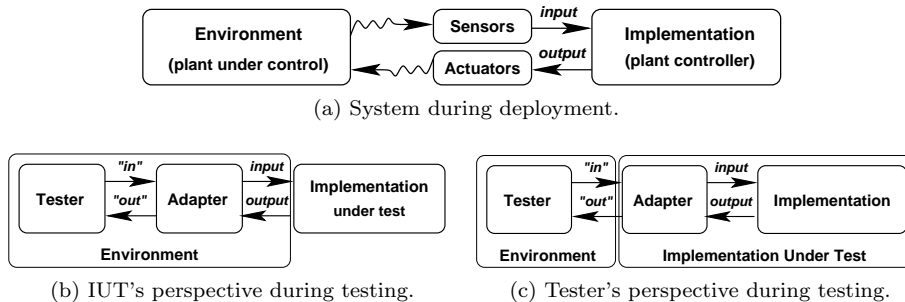 Environment
(plant under control)
Sensors
Actuators
input
output
Implementation
(plant controller)
(a) System during deployment.
Tester
"in"
"out"
Adapter
input
output
Implementation
under test
Environment
(b) IUT's perspective during testing.
Tester
"in"
"out"
Adapter
input
output
Implementation
Environment
Implementation Under Test
(c) Tester's perspective during testing.